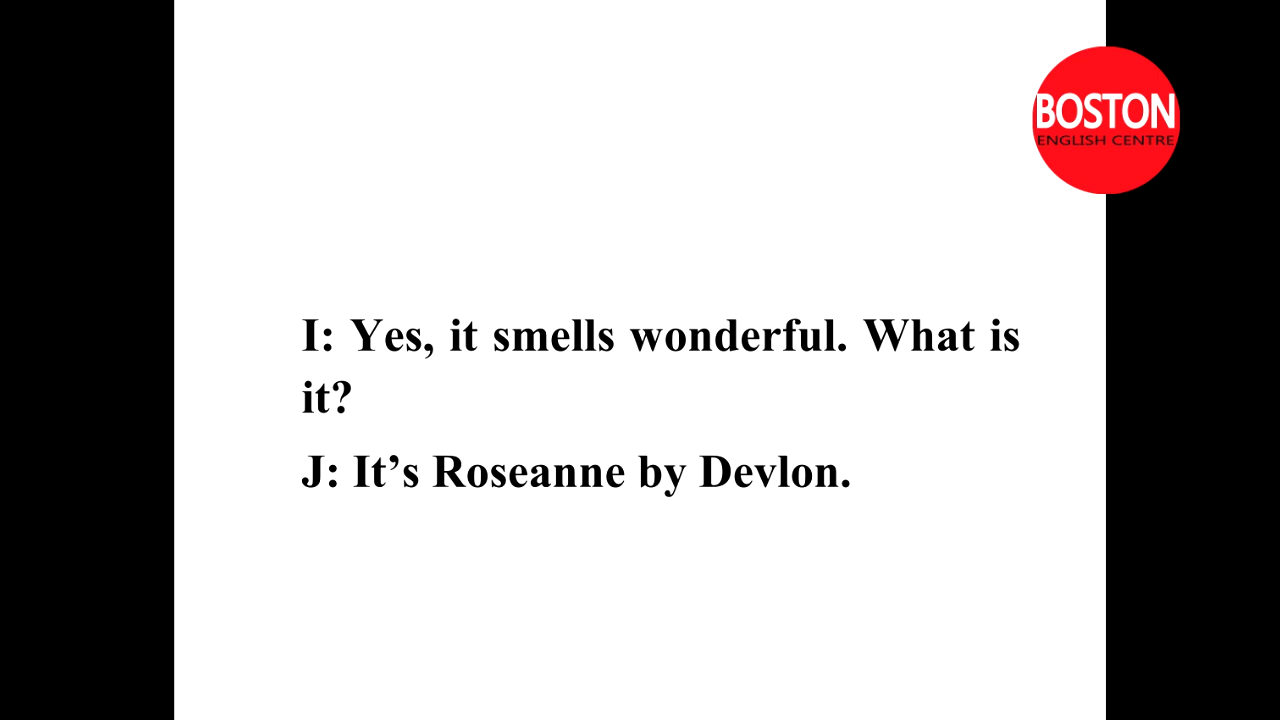 BOSTON
ENGLISH CENTRE
I: Yes, it smells wonderful. What is
it?
J: It’s Roseanne by Devlon.